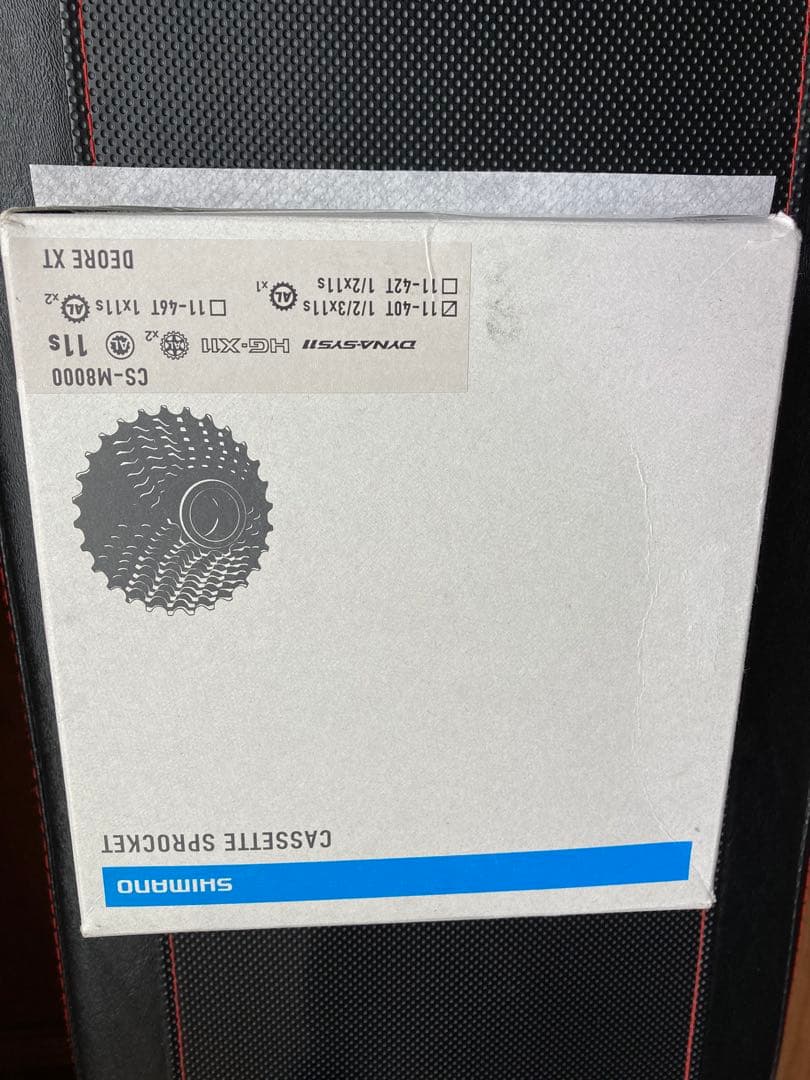 SHIMANO
CASSETTE SPROCKET
CS-M8000
DYNA-SYS11 HG-X11 x2 AL 11s
☑11-40T 1/2/3x11s ☐11-46T 1x11s AL x2
☐11-42T 1/2x11s AL x1
DEORE XT